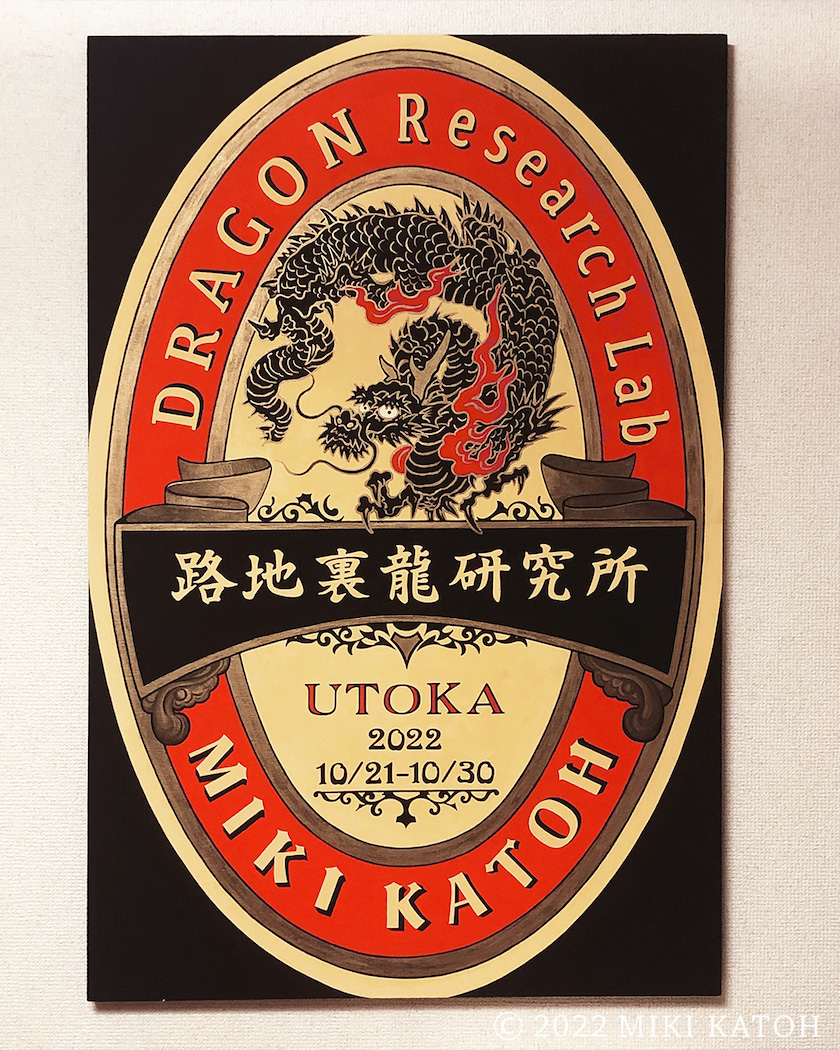 DRAGON Research Lab
路地裏龍研究所
UTOKA
2022
10/21-10/30
MIKI KATOH
© 2022 MIKI KATOH